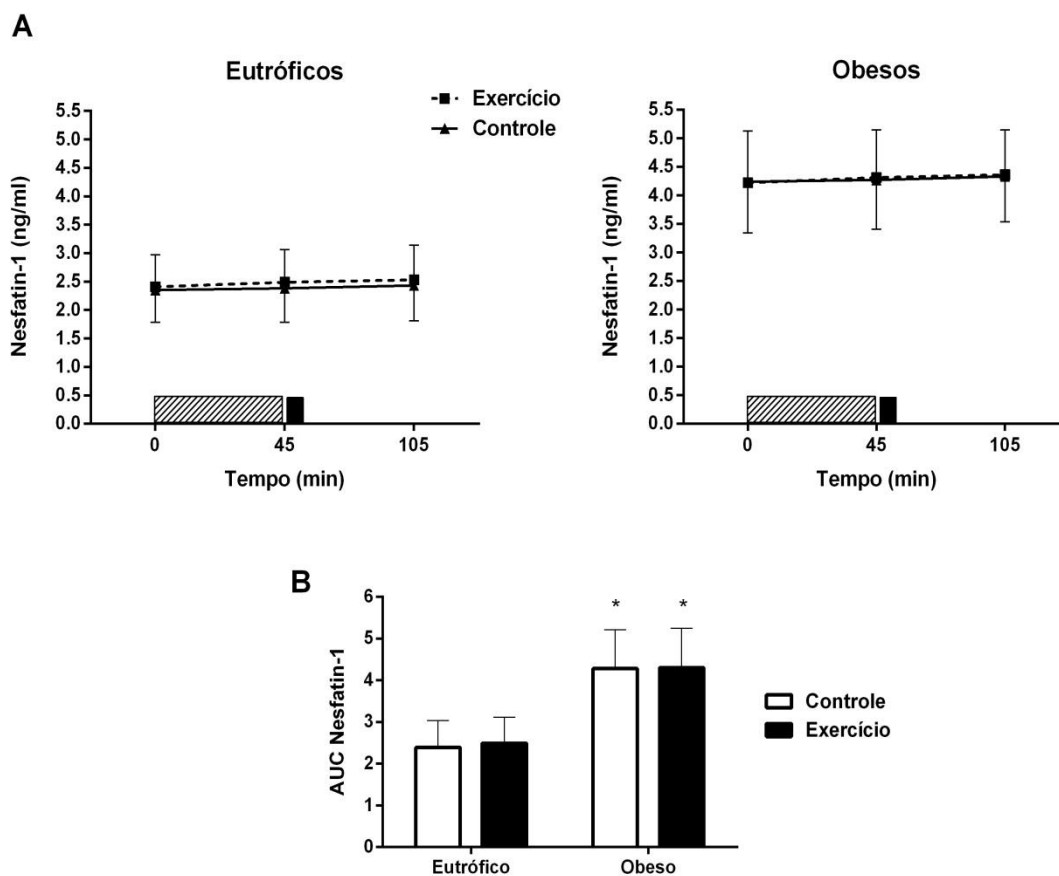 A
Eutróficos
Exercício
Controle
Nesfatin-1 (ng/ml)
5.5
5.0
4.5
4.0
3.5
3.0
2.5
2.0
1.5
1.0
0.5
0.0
0 45 105
Tempo (min)
Obesos
Nesfatin-1 (ng/ml)
5.5
5.0
4.5
4.0
3.5
3.0
2.5
2.0
1.5
1.0
0.5
0.0
0 45 105
Tempo (min)
B
AUC Nesfatin-1
6
5
4
3
2
1
0
* *
Eutrófico Obeso
Controle
Exercício